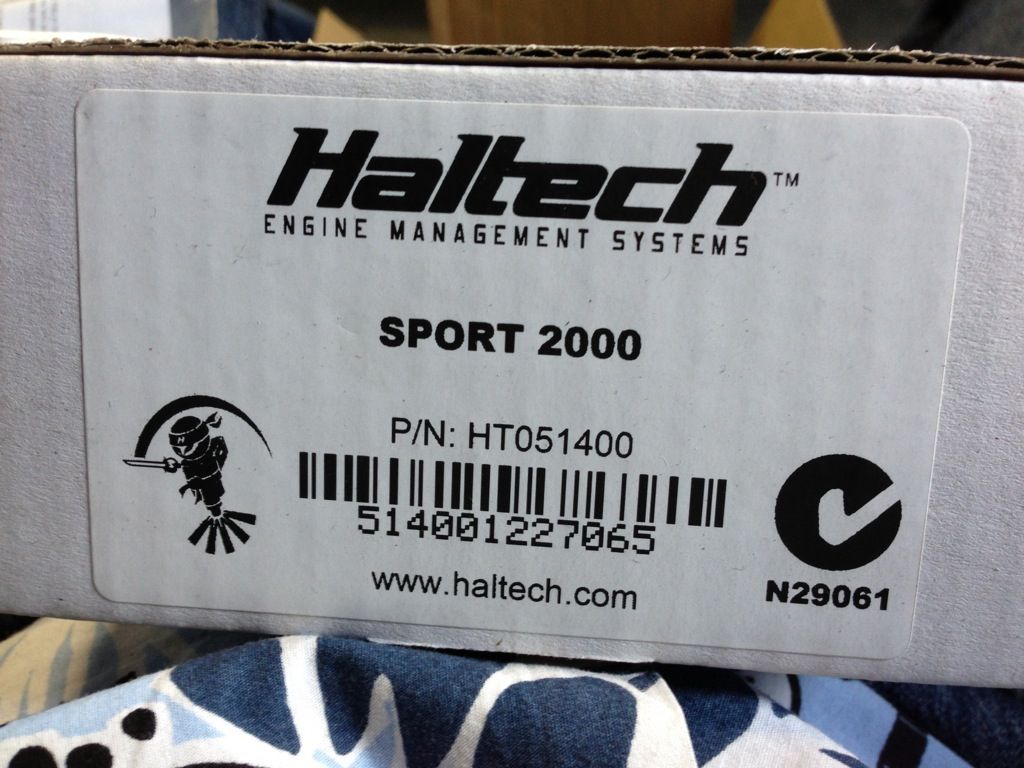 Haltech™
ENGINE MANAGEMENT SYSTEMS
SPORT 2000
P/N: HT051400
514001227065
www.haltech.com
N29061